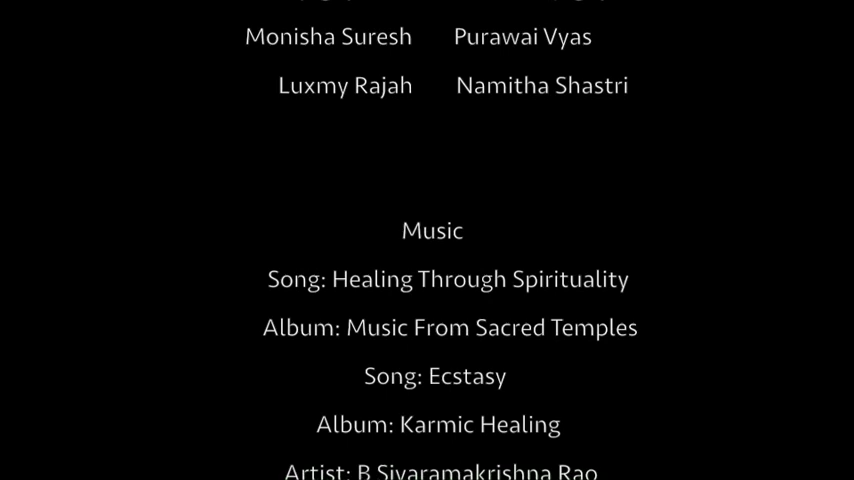 Monisha Suresh Purawai Vyas
Luxmy Rajah Namitha Shastri
Music
Song: Healing Through Spirituality
Album: Music From Sacred Temples
Song: Ecstasy
Album: Karmic Healing
Artist: B Sivaramakrishna Rao